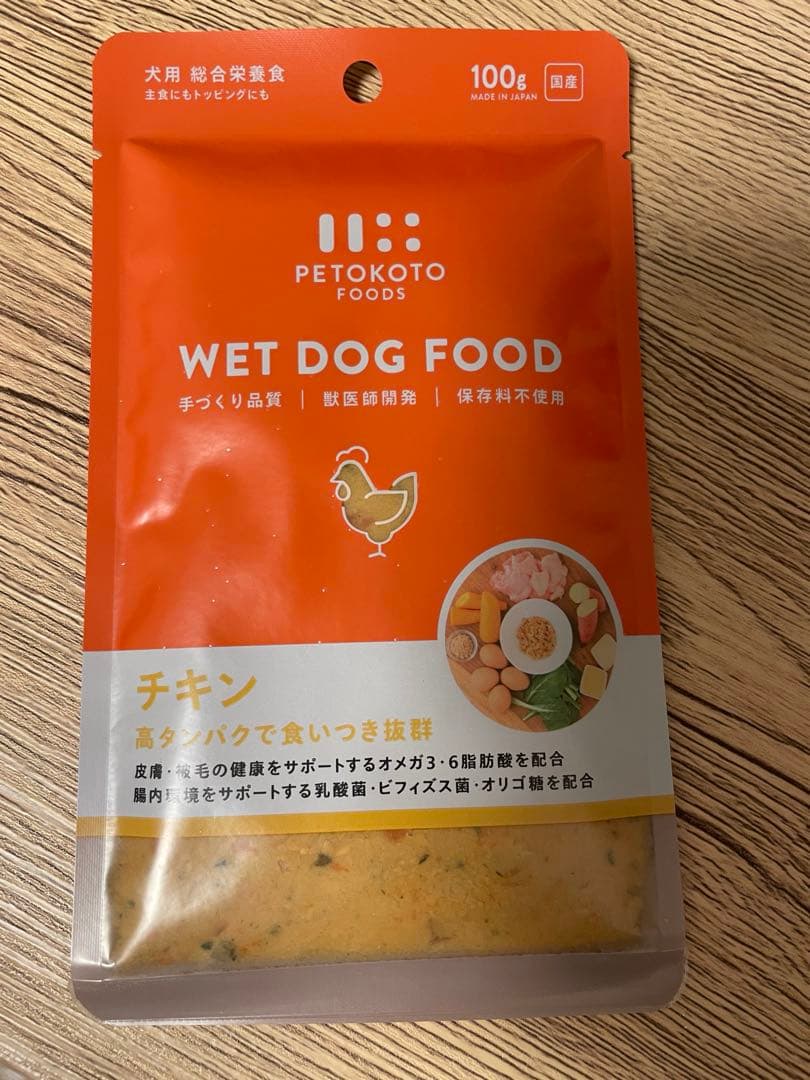 犬用 総合栄養食
主食にもトッピングにも
100g
MADE IN JAPAN
国産
PETOKOTO
FOODS
WET DOG FOOD
手づくり品質 | 獣医師開発 | 保存料不使用
チキン
高タンパクで食いつき抜群
皮膚・被毛の健康をサポートするオメガ3・6脂肪酸を配合
腸内環境をサポートする乳酸菌・ビフィズス菌・オリゴ糖を配合